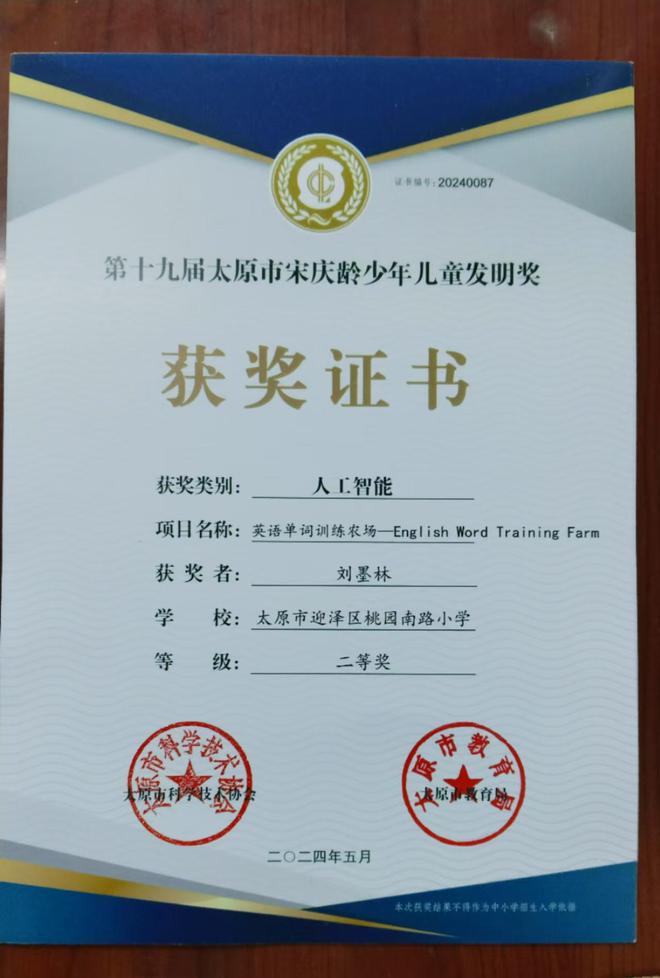 证书编号：20240087
第十九届太原市宋庆龄少年儿童发明奖
获奖证书
获奖类别： 人工智能
项目名称： 英语单词训练农场—English Word Training Farm
获奖者： 刘墨林
学校： 太原市迎泽区桃园南路小学
等级： 二等奖
太原市科学技术协会
太原市科学技术协会
太原市教育局
太原市教育局
二〇二四年五月
本次获奖结果不得作为中小学招生入学依据